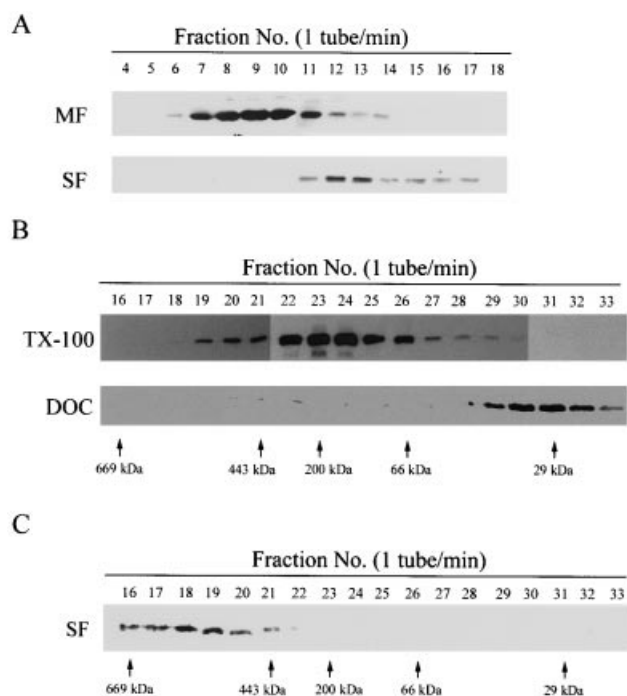 A
Fraction No. (1 tube/min)
4 5 6 7 8 9 10 11 12 13 14 15 16 17 18
MF
SF
B
Fraction No. (1 tube/min)
16 17 18 19 20 21 22 23 24 25 26 27 28 29 30 31 32 33
TX-100
DOC
669 kDa 443 kDa 200 kDa 66 kDa 29 kDa
C
Fraction No. (1 tube/min)
16 17 18 19 20 21 22 23 24 25 26 27 28 29 30 31 32 33
SF
669 kDa 443 kDa 200 kDa 66 kDa 29 kDa